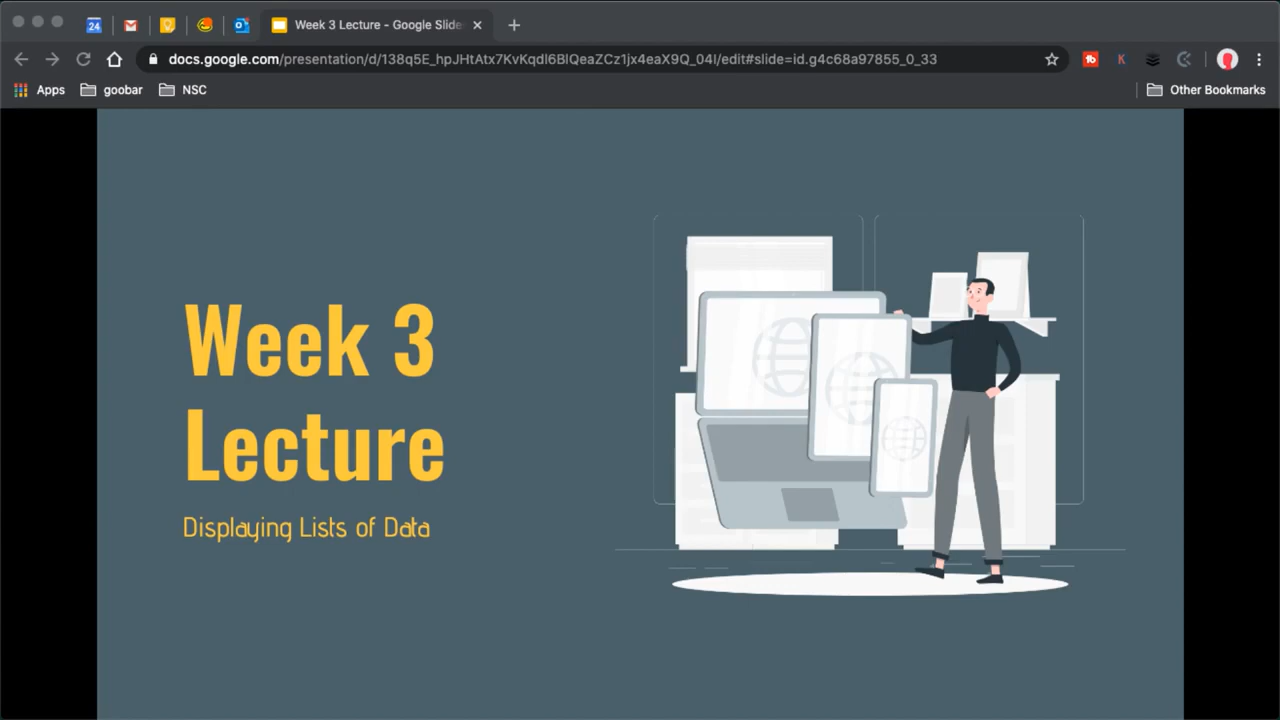 24
Week 3 Lecture - Google Slide
docs.google.com/presentation/d/138q5E_hpJHtAtx7KvKqdl6BlQeaZCz1jx4eaX9Q_04I/edit#slide=id.g4c68a97855_0_33
K
Apps
goobar
NSC
Other Bookmarks
Week 3
Lecture
Displaying Lists of Data